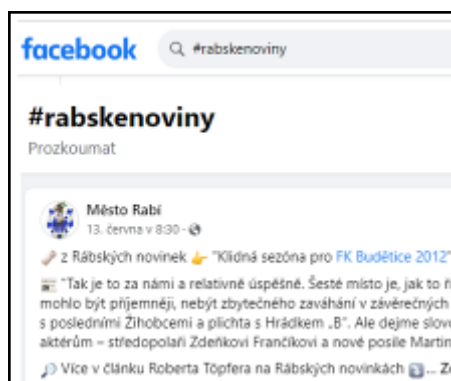 facebook
#rabskenoviny
#rabskenoviny
Prozkoumat
Město Rabí
13. června v 8:30 ·
z Rábských novinek "Klidná sezóna pro FK Budětice 2012"
"Tak je to za námi a relativně úspěšně. Šesté místo je, jak to ř
mohlo být příjemněji, nebýt zbytečného zaváhání v závěrečných
s posledními Žihobcemi a plichta s Hrádkem „B". Ale dejme slov
aktérům – středopolaři Zdeňkovi Francíkovi a nové posile Martin
Více v článku Roberta Töpfera na Rábských novinkách ... Z